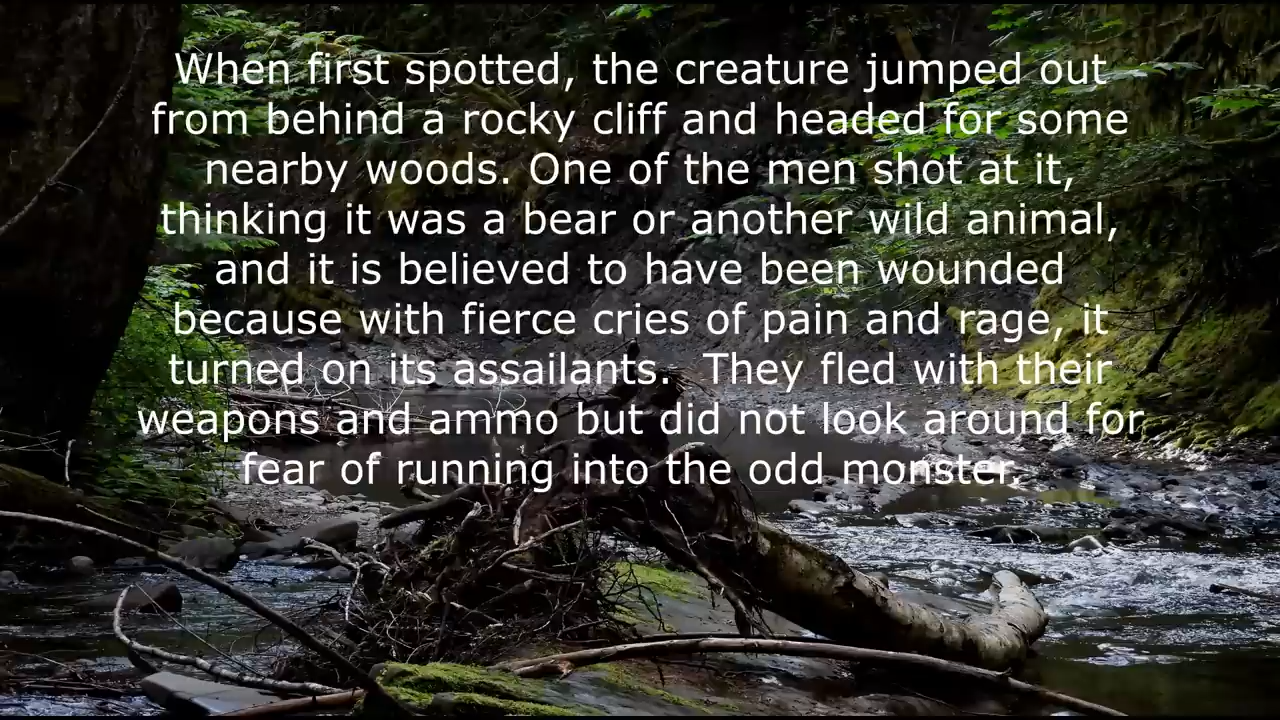 When first spotted, the creature jumped out
from behind a rocky cliff and headed for some
nearby woods. One of the men shot at it,
thinking it was a bear or another wild animal,
and it is believed to have been wounded
because with fierce cries of pain and rage, it
turned on its assailants.  They fled with their
weapons and ammo but did not look around for
fear of running into the odd monster.